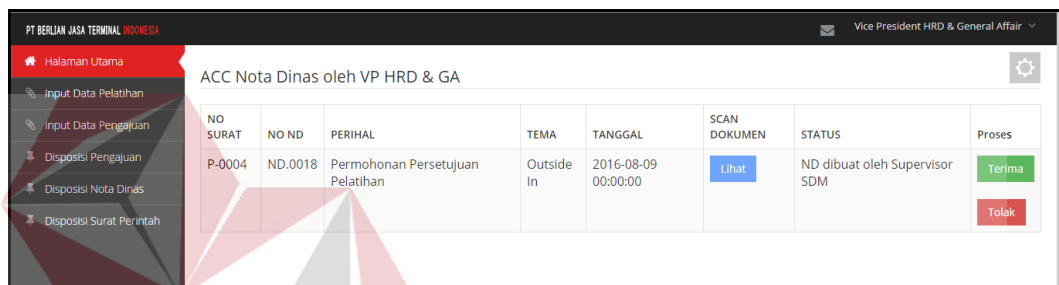 PT BERLIAN JASA TERMINAL INDONESIA
Vice President HRD & General Affair
Halaman Utama
Input Data Pelatihan
Input Data Pengajuan
Disposisi Pengajuan
Disposisi Nota Dinas
Disposisi Surat Perintah
ACC Nota Dinas oleh VP HRD & GA
NO SURAT NO ND PERIHAL TEMA TANGGAL SCAN DOKUMEN STATUS Proses
P-0004 ND.0018 Permohonan Persetujuan Pelatihan Outside In 2016-08-09 00:00:00 Lihat ND dibuat oleh Supervisor SDM Terima
Tolak